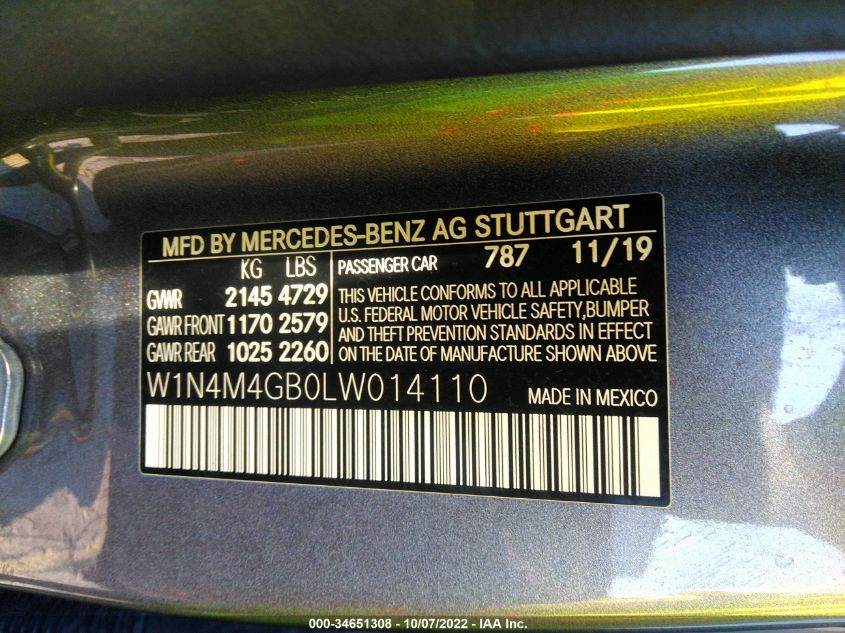 MFD BY MERCEDES-BENZ AG STUTTGART
KG LBS
GVWR 2145 4729
GAWR FRONT 1170 2579
GAWR REAR 1025 2260
PASSENGER CAR 787 11/19
THIS VEHICLE CONFORMS TO ALL APPLICABLE
U.S. FEDERAL MOTOR VEHICLE SAFETY,BUMPER
AND THEFT PREVENTION STANDARDS IN EFFECT
ON THE DATE OF MANUFACTURE SHOWN ABOVE
W1N4M4GB0LW014110 MADE IN MEXICO
000-34651308 - 10/07/2022 - IAA Inc.